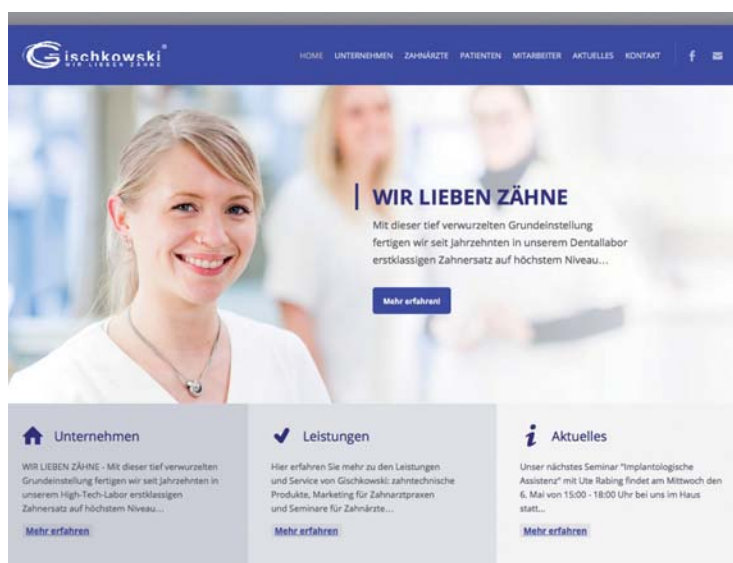 Gischkowski®
WIR LIEBEN ZÄHNE
HOME UNTERNEHMEN ZAHNÄRZTE PATIENTEN MITARBEITER AKTUELLES KONTAKT
WIR LIEBEN ZÄHNE
Mit dieser tief verwurzelten Grundeinstellung
fertigen wir seit Jahrzehnten in unserem Dentallabor
erstklassigen Zahnersatz auf höchstem Niveau...
Mehr erfahren!
Unternehmen
WIR LIEBEN ZÄHNE - Mit dieser tief verwurzelten
Grundeinstellung fertigen wir seit Jahrzehnten in
unserem High-Tech-Labor erstklassigen
Zahnersatz auf höchstem Niveau...
Mehr erfahren
Leistungen
Hier erfahren Sie mehr zu den Leistungen
und Service von Gischkowski: zahntechnische
Produkte, Marketing für Zahnarztpraxen
und Seminare für Zahnärzte...
Mehr erfahren
Aktuelles
Unser nächstes Seminar "Implantologische
Assistenz" mit Ute Rabing findet am Mittwoch den
6. Mai von 15:00 - 18:00 Uhr bei uns im Haus
statt...
Mehr erfahren